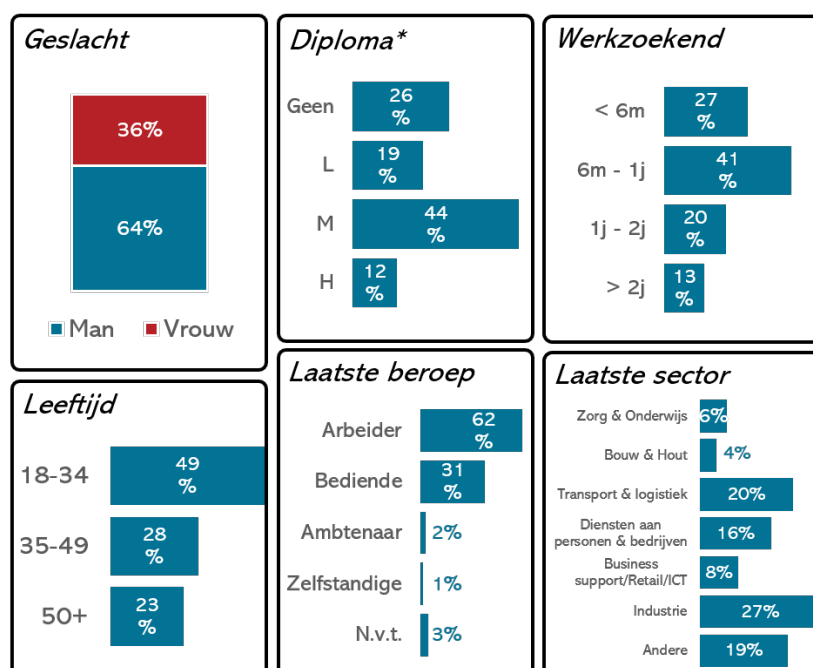 Geslacht
36%
64%
Man Vrouw
Diploma*
Geen 26
%
L 19
%
M 44
%
H 12
%
Werkzoekend
< 6m 27
%
6m - 1j 41
%
1j - 2j 20
%
> 2j 13
%
Leeftijd
18-34 49
%
35-49 28
%
50+ 23
%
Laatste beroep
Arbeider 62
%
Bediende 31
%
Ambtenaar 2%
Zelfstandige 1%
N.v.t. 3%
Laatste sector
Zorg & Onderwijs 6%
Bouw & Hout 4%
Transport & logistiek 20%
Diensten aan
personen & bedrijven 16%
Business
support/Retail/ICT 8%
Industrie 27%
Andere 19%